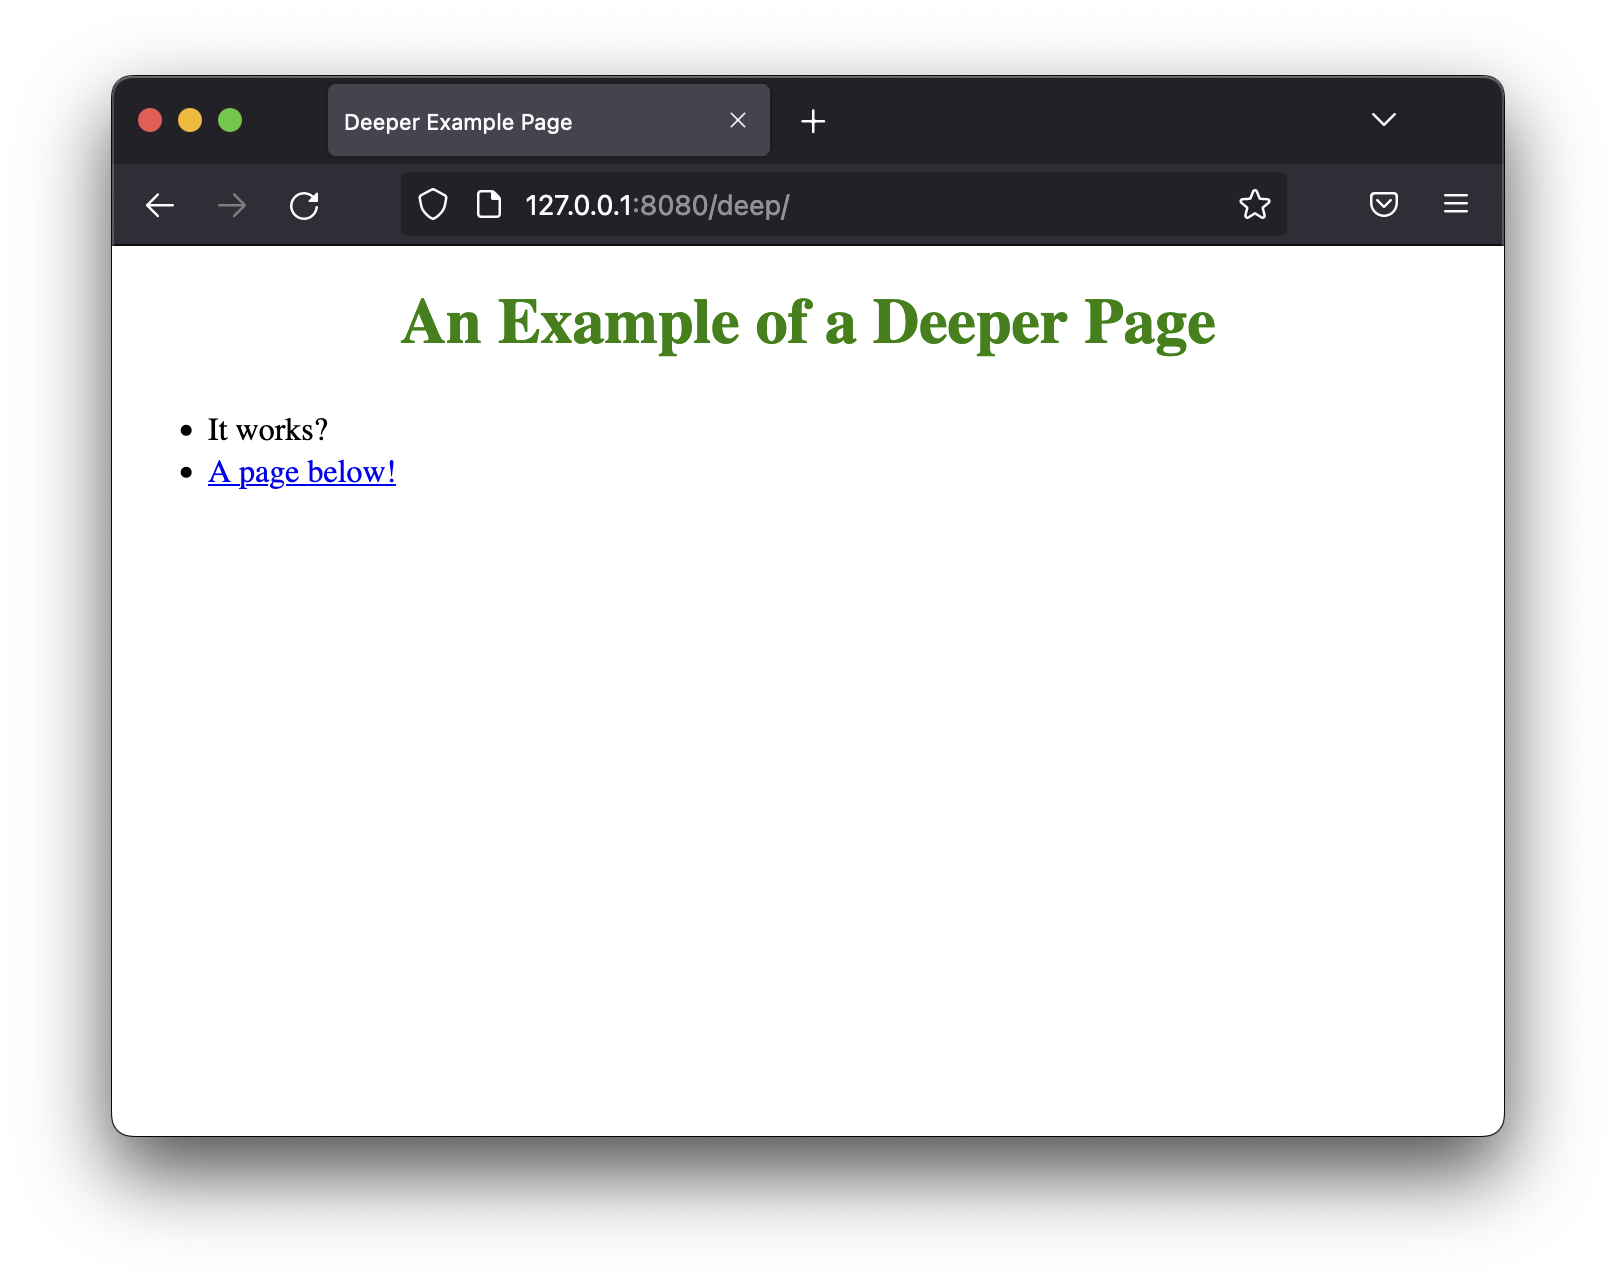 Deeper Example Page
127.0.0.1:8080/deep/
An Example of a Deeper Page
It works?
A page below!